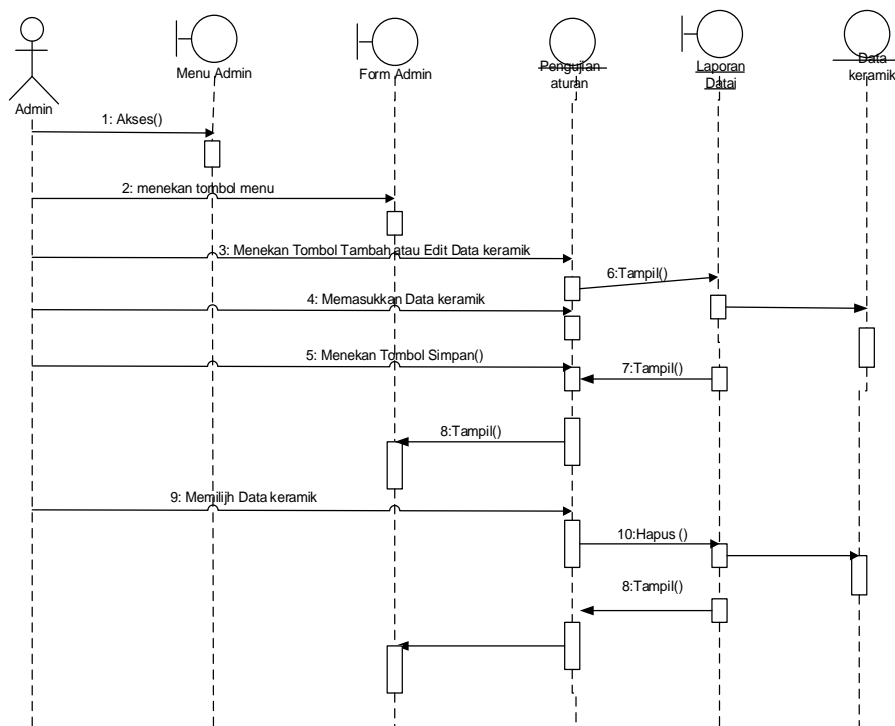 Admin
Menu Admin
Form Admin
Pengujian
aturan
Laporan
Datai
Data
keramik
1: Akses()
2: menekan tombol menu
3: Menekan Tombol Tambah atau Edit Data keramik
6:Tampil()
4: Memasukkan Data keramik
5: Menekan Tombol Simpan()
7:Tampil()
8:Tampil()
9: Memilijh Data keramik
10:Hapus ()
8:Tampil()